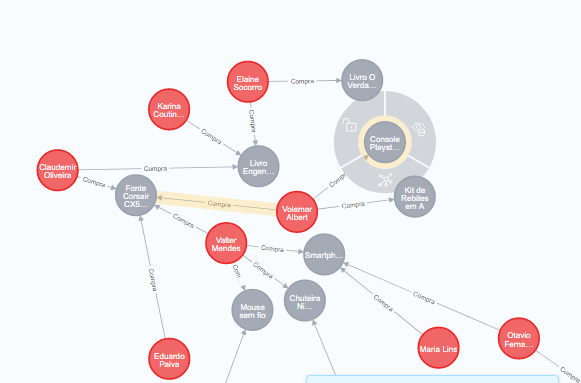 Elaine
Socorro
Compra
Livro O
Verda...
Karina
Coutin...
Compra
Compra
Console
Playst...
Claudemir
Oliveira
Compra
Livro
Engen...
Compra
Fonte
Corsair
CX5...
Compra
Volemar
Albert
Compr
Compra
Kit de
Rebites
em A
Compra
Valter
Mendes
Compra
Smartph...
Com
Compra
Compra
Mouse
sem fio
Chuteira
Ni...
Compra
Compra
Eduardo
Paiva
Maria Lins
Otavio
Ferna...
Compra